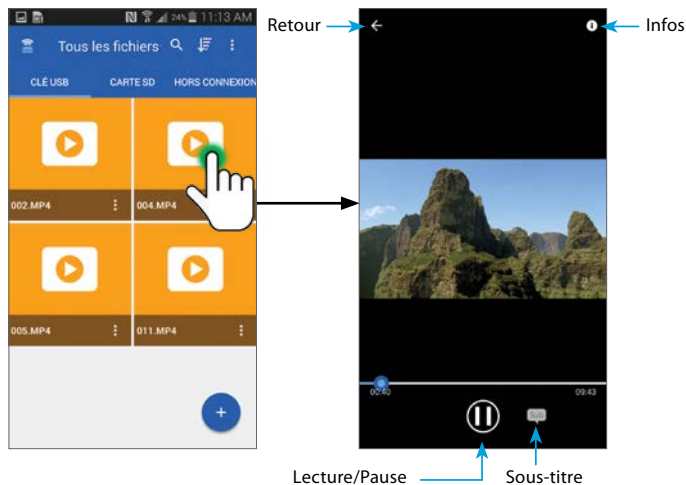 24% 11:13 AM
Tous les fichiers
CLÉ USB CARTE SD HORS CONNEXION
002.MP4 004.MP4
005.MP4 011.MP4
+
Retour
Infos
00:40 09:43
Sub
Lecture/Pause Sous-titre